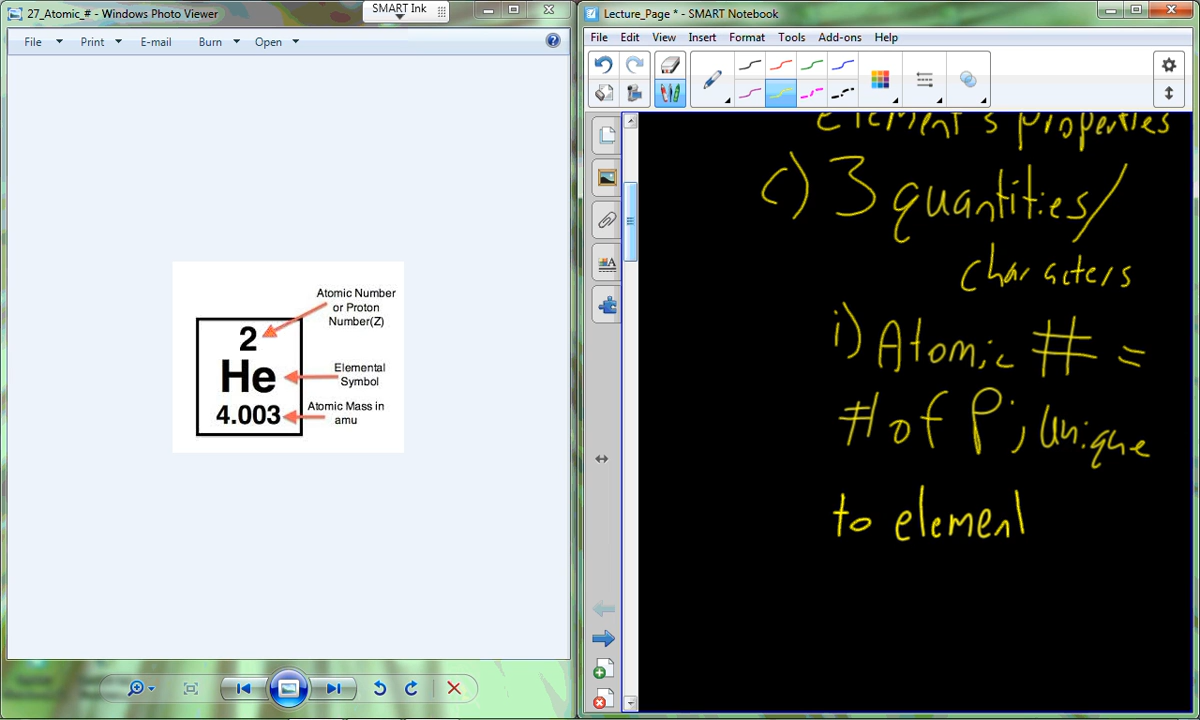 27_Atomic_# - Windows Photo Viewer
SMART Ink
File Print E-mail Burn Open
2
He
4.003
Atomic Number
or Proton
Number(Z)
Elemental
Symbol
Atomic Mass in
amu
Lecture_Page * - SMART Notebook
File Edit View Insert Format Tools Add-ons Help
Element's properties
c) 3 quantities/
characters
i) Atomic # =
# of P; unique
to element